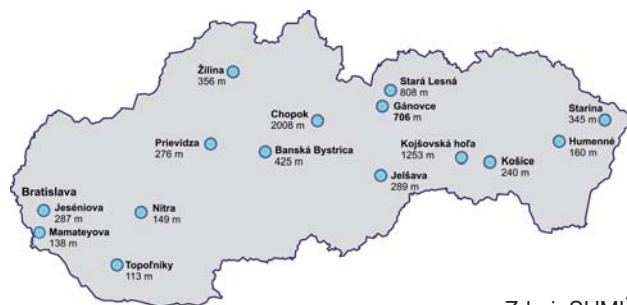 Žilina
356 m
Stará Lesná
808 m
Gánovce
706 m
Starina
345 m
Chopok
2008 m
Prievidza
276 m
Banská Bystrica
425 m
Kojšovská hoľa
1253 m
Humenné
160 m
Košice
240 m
Jelšava
289 m
Bratislava
Jeséniova
287 m
Nitra
149 m
Mamateyova
138 m
Topoľníky
113 m